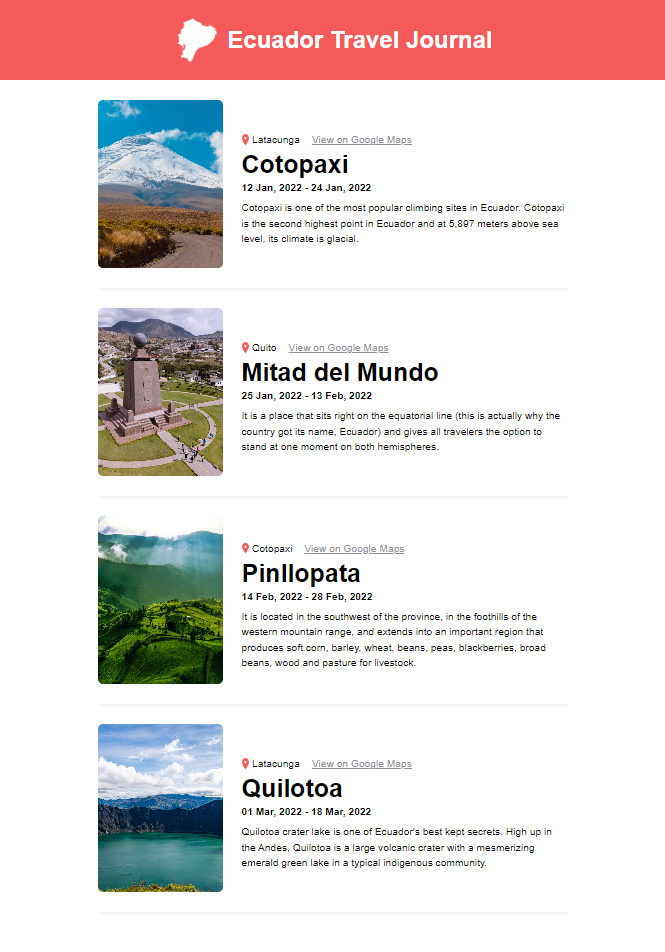 Ecuador Travel Journal
Latacunga View on Google Maps
Cotopaxi
12 Jan, 2022 - 24 Jan, 2022
Cotopaxi is one of the most popular climbing sites in Ecuador. Cotopaxi
is the second highest point in Ecuador and at 5,897 meters above sea
level, its climate is glacial.
Quito View on Google Maps
Mitad del Mundo
25 Jan, 2022 - 13 Feb, 2022
It is a place that sits right on the equatorial line (this is actually why the
country got its name, Ecuador) and gives all travelers the option to
stand at one moment on both hemispheres.
Cotopaxi View on Google Maps
Pinllopata
14 Feb, 2022 - 28 Feb, 2022
It is located in the southwest of the province, in the foothills of the
western mountain range, and extends into an important region that
produces soft corn, barley, wheat, beans, peas, blackberries, broad
beans, wood and pasture for livestock.
Latacunga View on Google Maps
Quilotoa
01 Mar, 2022 - 18 Mar, 2022
Quilotoa crater lake is one of Ecuador's best kept secrets. High up in
the Andes, Quilotoa is a large volcanic crater with a mesmerizing
emerald green lake in a typical indigenous community.